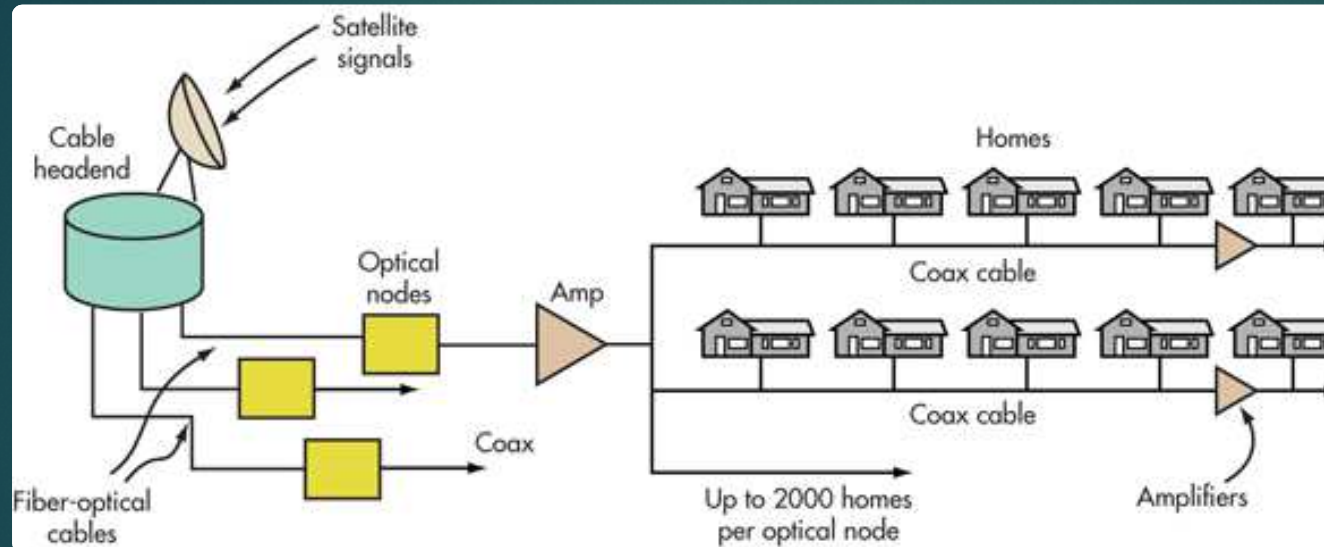 Satellite
signals
Cable
headend
Homes
Optical
nodes
Amp
Coax cable
Coax cable
Coax
Fiber-optical
cables
Up to 2000 homes
per optical node
Amplifiers